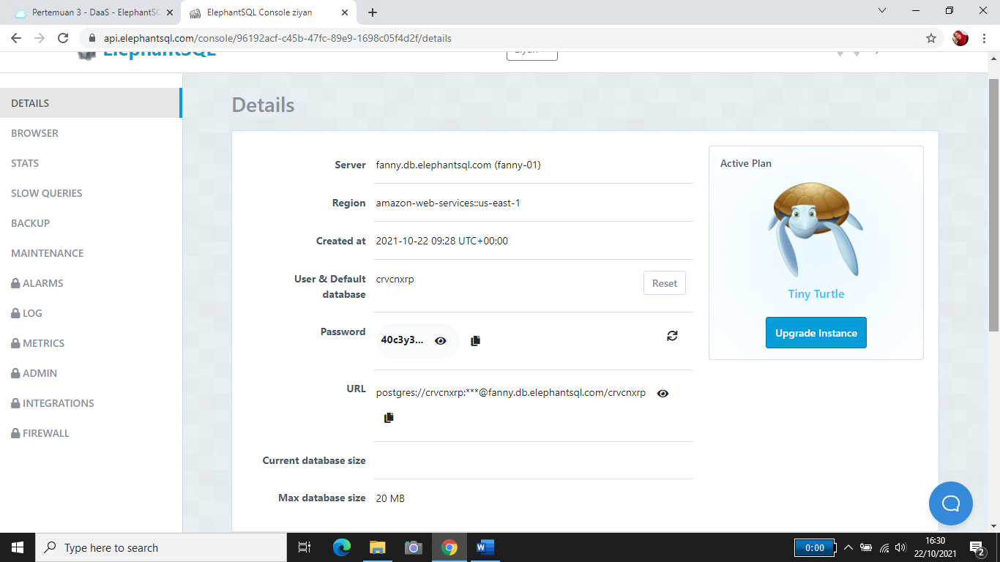 Pertemuan 3 - DaaS - ElephantSC
ElephantSQL Console ziyan
api.elephantsql.com/console/96192acf-c45b-47fc-89e9-1698c05f4d2f/details
ElephantSQL
DETAILS
BROWSER
STATS
SLOW QUERIES
BACKUP
MAINTENANCE
ALARMS
LOG
METRICS
ADMIN
INTEGRATIONS
FIREWALL
Details
Server fanny.db.elephantsql.com (fanny-01)
Region amazon-web-services::us-east-1
Created at 2021-10-22 09:28 UTC+00:00
User & Default database crvcnxrp Reset
Password 40c3y3...
URL postgres://crvcnxrp:***@fanny.db.elephantsql.com/crvcnxrp
Current database size
Max database size 20 MB
Active Plan
Tiny Turtle
Upgrade Instance
Type here to search
0:00
16:30
22/10/2021
2